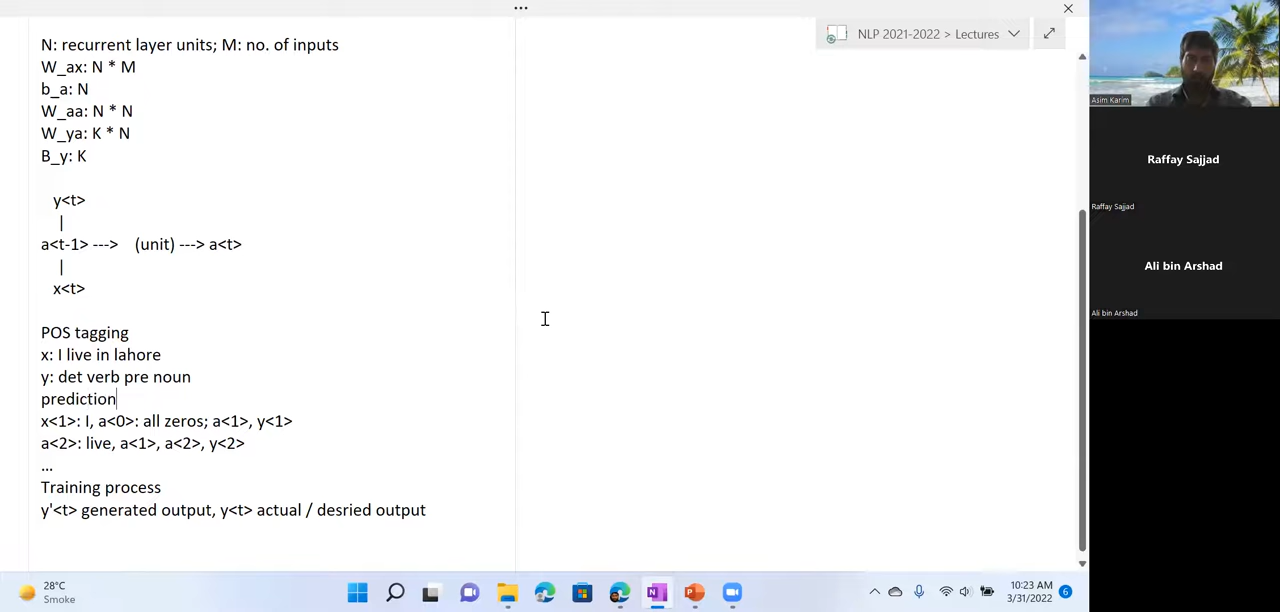 NLP 2021-2022 > Lectures
N: recurrent layer units; M: no. of inputs
W_ax: N * M
b_a: N
W_aa: N * N
W_ya: K * N
B_y: K
y<t>
|
a<t-1> ---> (unit) ---> a<t>
|
x<t>
POS tagging
x: I live in lahore
y: det verb pre noun
prediction
x<1>: I, a<0>: all zeros; a<1>, y<1>
a<2>: live, a<1>, a<2>, y<2>
...
Training process
y'<t> generated output, y<t> actual / desried output
Asim Karim
Raffay Sajjad
Raffay Sajjad
Ali bin Arshad
Ali bin Arshad
28°C
Smoke
10:23 AM
3/31/2022
6